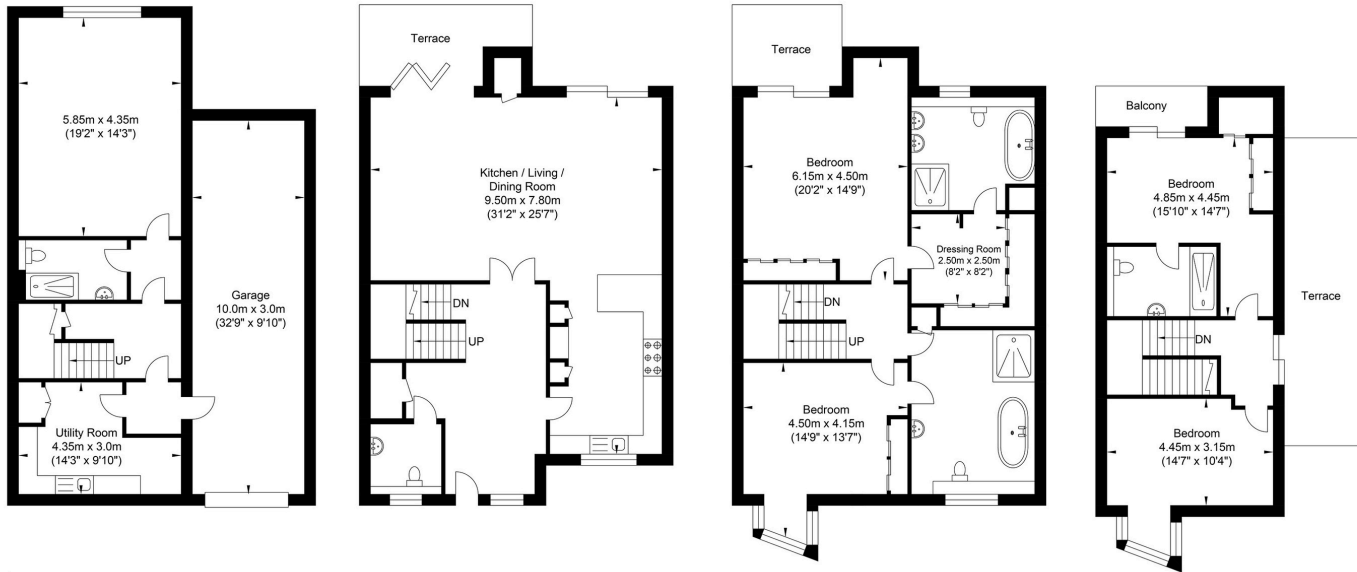 5.85m x 4.35m
(19'2" x 14'3")
Garage
10.0m x 3.0m
(32'9" x 9'10")
UP
Utility Room
4.35m x 3.0m
(14'3" x 9'10")
Terrace
Kitchen / Living /
Dining Room
9.50m x 7.80m
(31'2" x 25'7")
DN
UP
Terrace
Bedroom
6.15m x 4.50m
(20'2" x 14'9")
Dressing Room
2.50m x 2.50m
(8'2" x 8'2")
DN
UP
Bedroom
4.50m x 4.15m
(14'9" x 13'7")
Balcony
Bedroom
4.85m x 4.45m
(15'10" x 14'7")
Terrace
DN
Bedroom
4.45m x 3.15m
(14'7" x 10'4")